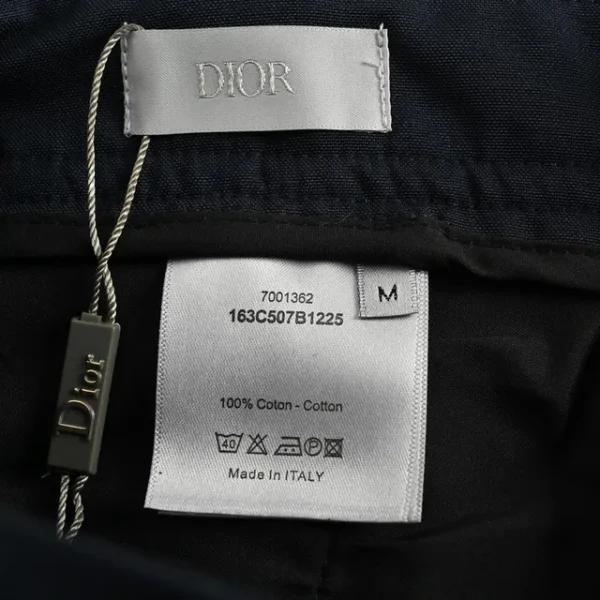 DIOR
Dior
M
7001362
163C507B1225
100% Coton - Cotton
40 P
Made in ITALY